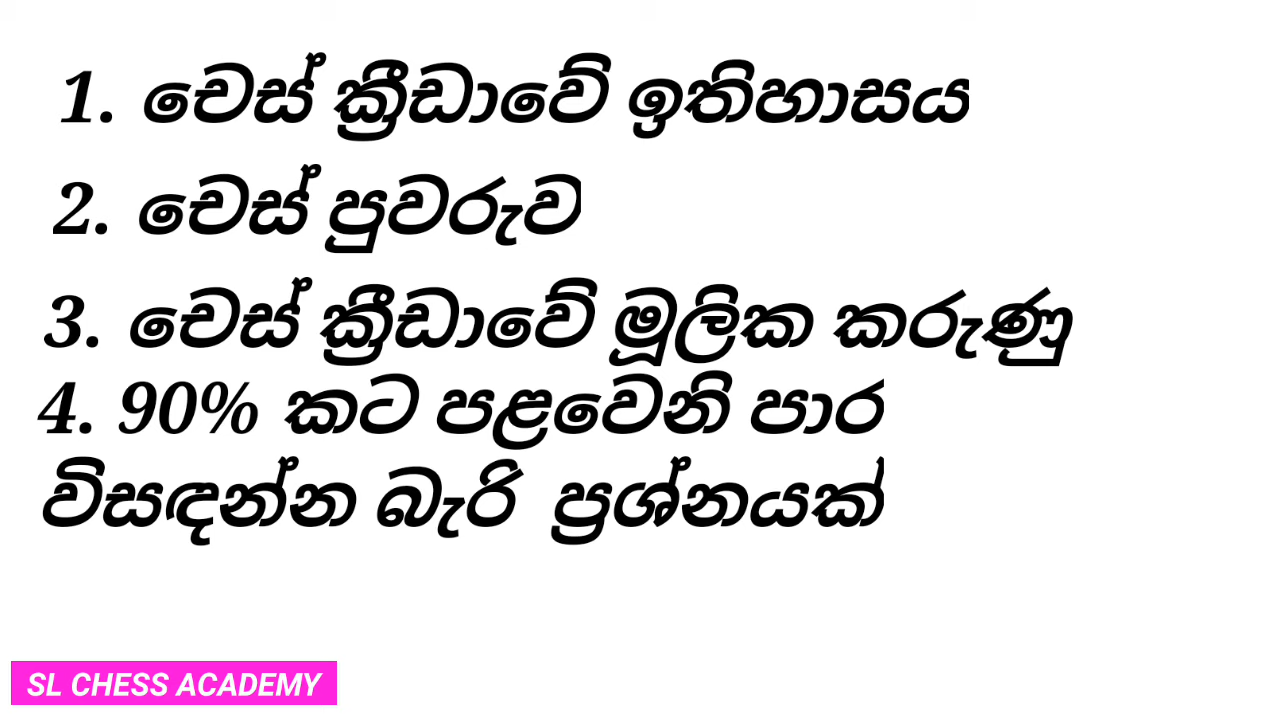 1. චෙස් ක්‍රීඩාවේ ඉතිහාසය
2. චෙස් පුවරුව
3. චෙස් ක්‍රීඩාවේ මූලික කරුණු
4. 90% කට පළවෙනි පාර
විසඳන්න බැරි ප්‍රශ්නයක්
SL CHESS ACADEMY